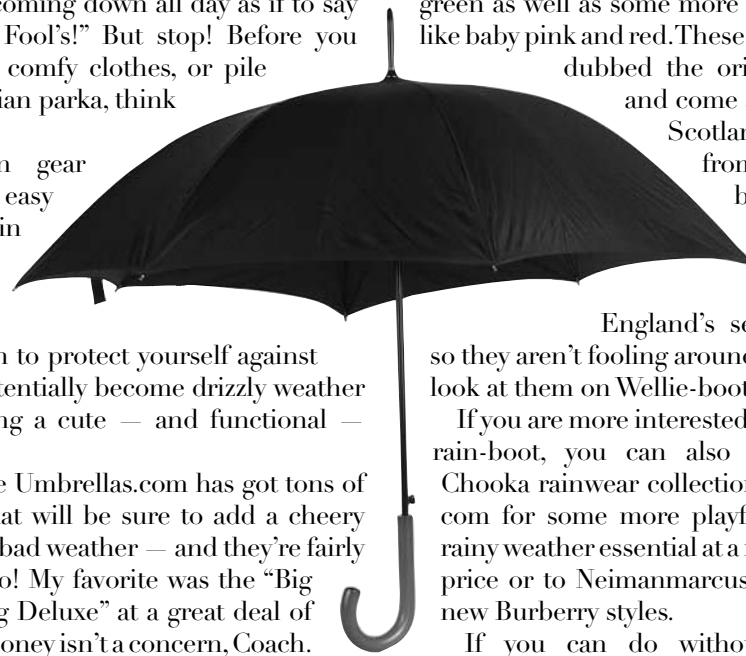 coming down all day as if to say
Fool's!” But stop! Before you
comfy clothes, or pile
ian parka, think
n gear
easy
in
n to protect yourself against
tentially become drizzly weather
ng a cute — and functional —
e Umbrellas.com has got tons of
hat will be sure to add a cheery
bad weather — and they’re fairly
o! My favorite was the “Big
g Deluxe” at a great deal of
oney isn’t a concern, Coach.
green as well as some more
like baby pink and red. These
dubbed the ori
and come
Scotlan
from
b
England’s se
so they aren’t fooling around
look at them on Wellie-boot
If you are more interested
rain-boot, you can also
Chooka rainwear collection
com for some more playf
rainy weather essential at a
price or to Neimanmarcus
new Burberry styles.
If you can do withou